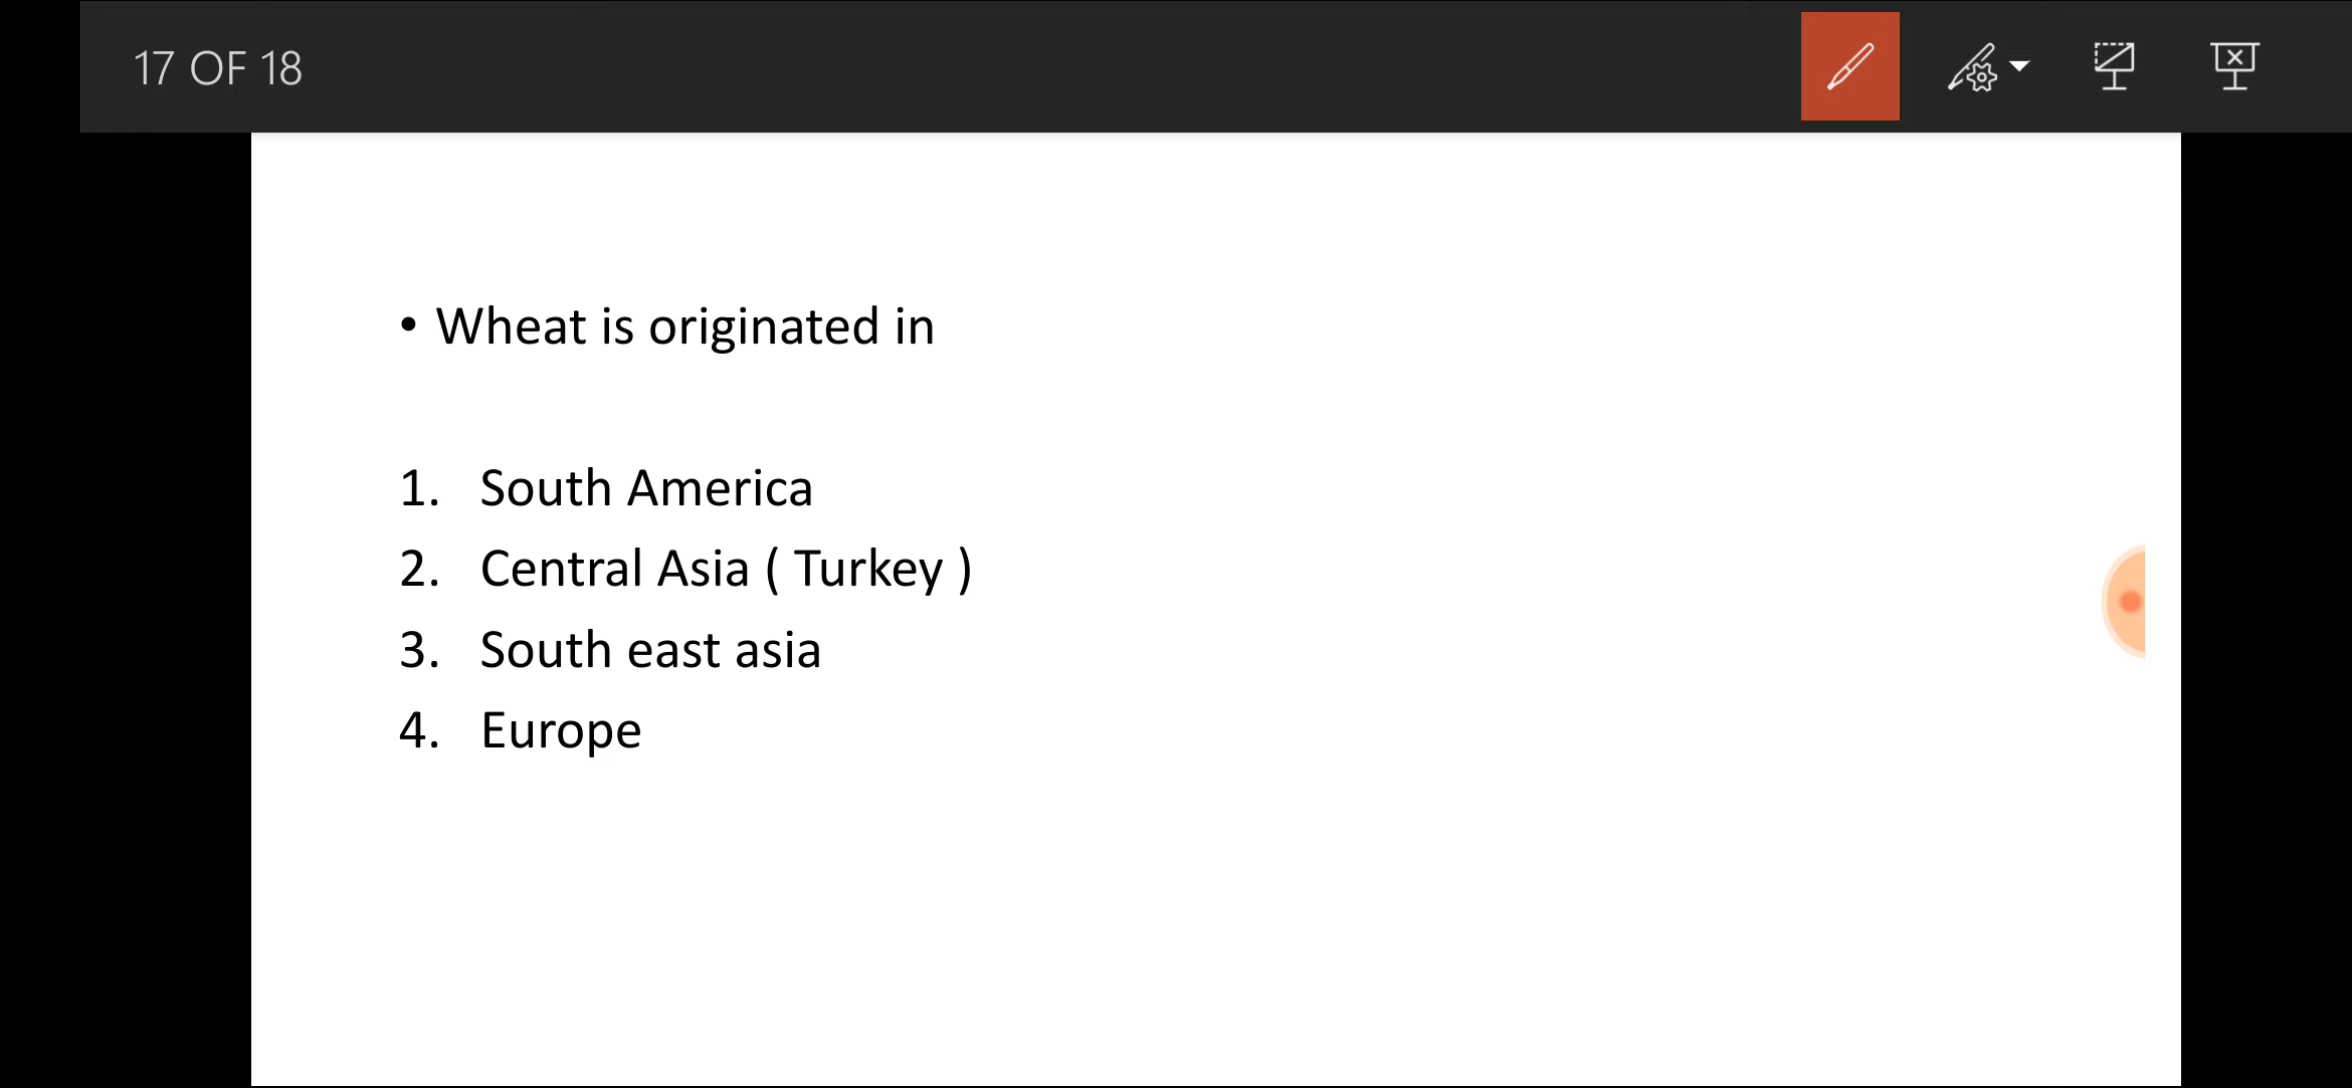 17 OF 18
• Wheat is originated in
1. South America
2. Central Asia ( Turkey )
3. South east asia
4. Europe